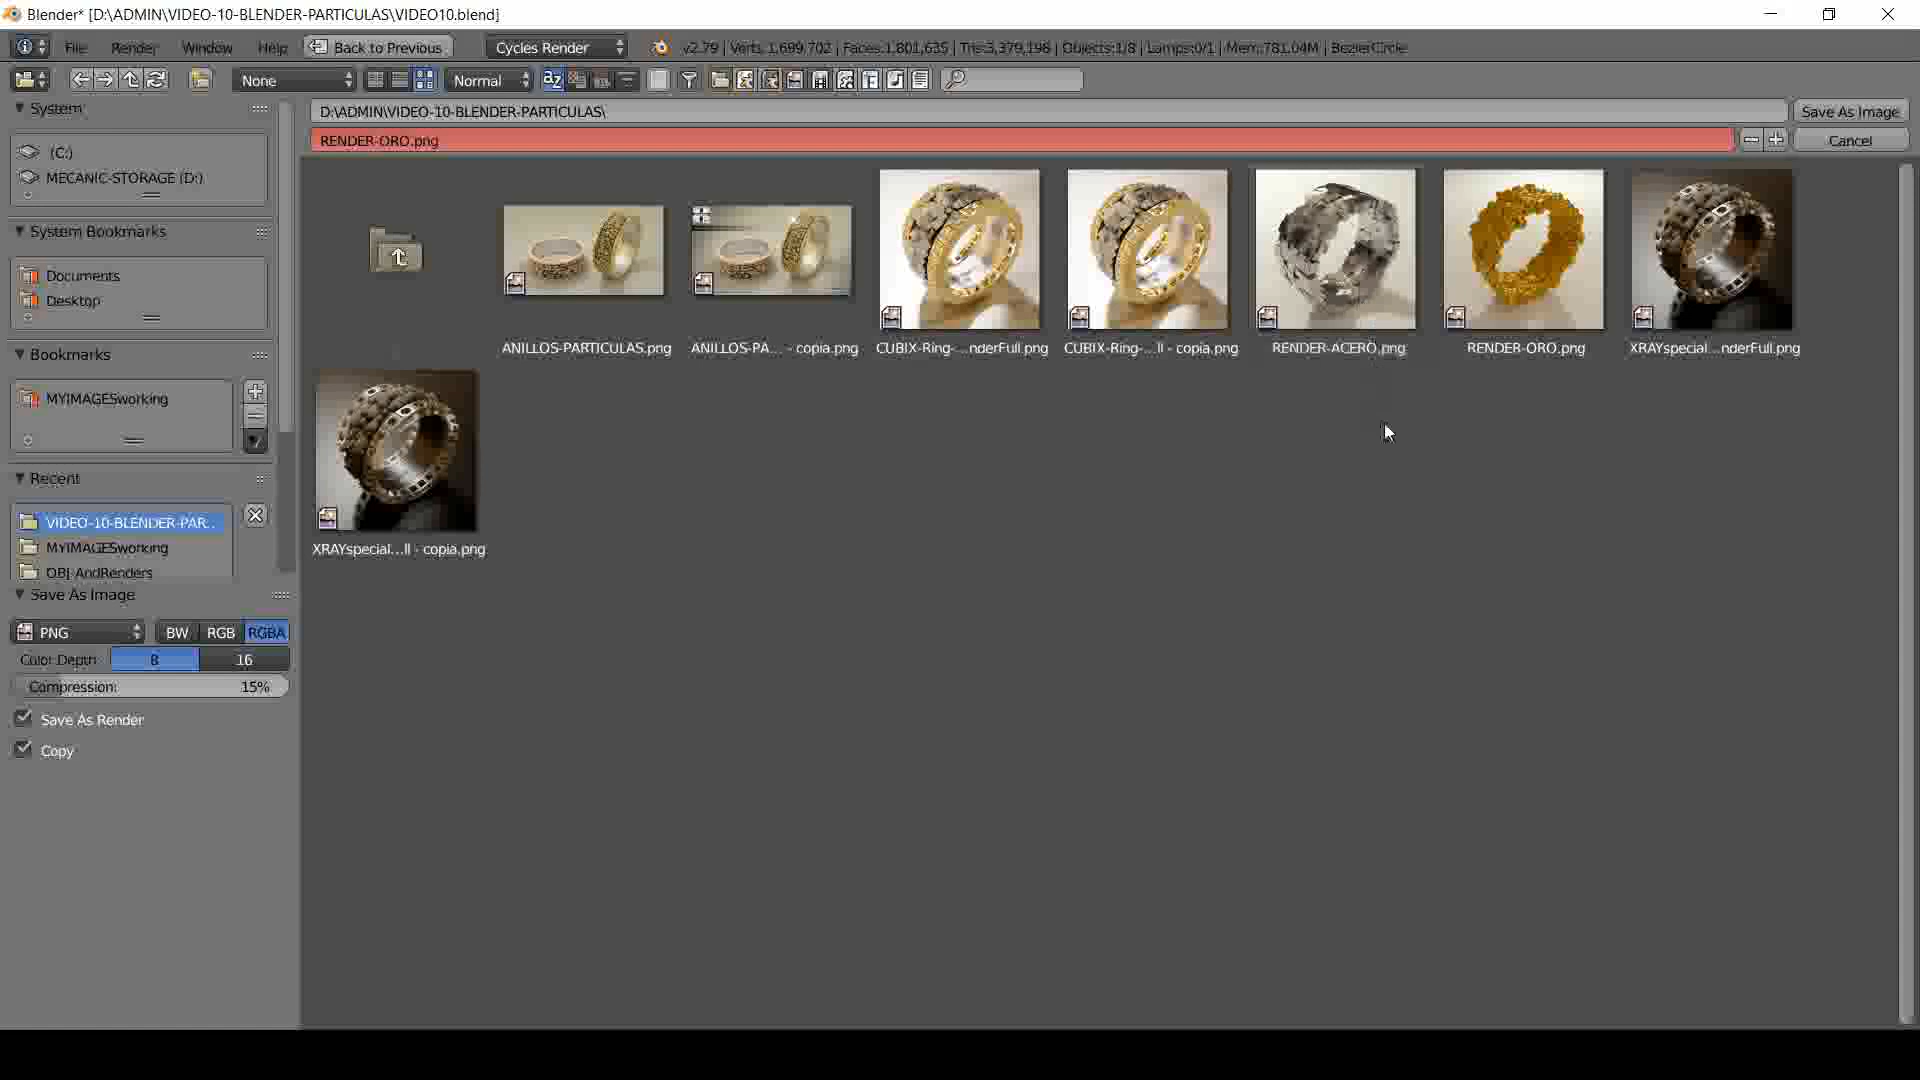 Blender* [D:\ADMIN\VIDEO-10-BLENDER-PARTICULAS\VIDEO10.blend]
File Render Window Help Back to Previous Cycles Render v2.79 | Verts:1,699,702 | Faces:1,801,635 | Tris:3,379,198 | Objects:1/8 | Lamps:0/1 | Mem:781.04M | BezierCircle
None Normal
System
D:\ADMIN\VIDEO-10-BLENDER-PARTICULAS\ Save As Image
RENDER-ORO.png Cancel
(C:)
MECANIC-STORAGE (D:)
System Bookmarks
Documents
Desktop
Bookmarks
MYIMAGESworking
Recent
VIDEO-10-BLENDER-PAR..
MYIMAGESworking
OBJ-AndRenders
Save As Image
PNG BW RGB RGBA
Color Depth: 8 16
Compression: 15%
Save As Render
Copy
ANILLOS-PARTICULAS.png ANILLOS-PA... - copia.png CUBIX-Ring-...nderFull.png CUBIX-Ring-...ll - copia.png RENDER-ACERO.png RENDER-ORO.png XRAYspecial...nderFull.png
XRAYspecial...ll - copia.png